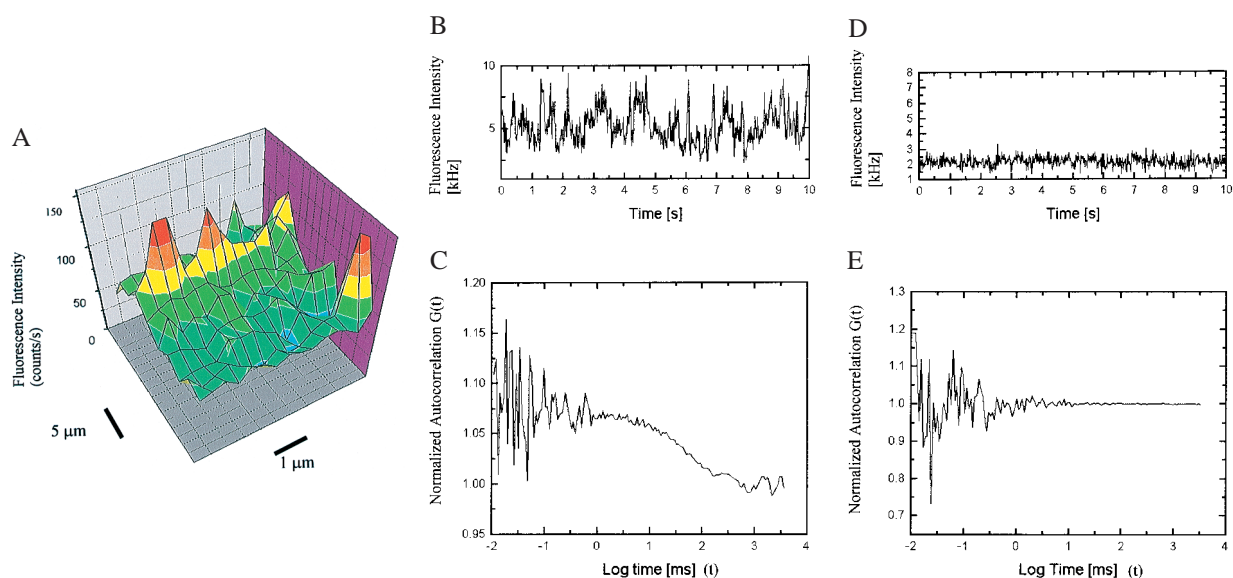 A
Fluorescence Intensity
(counts/s)
150
100
50
0
5 μm
1 μm
B
Fluorescence Intensity
[kHz]
10
5
0 1 2 3 4 5 6 7 8 9 10
Time [s]
C
Normalized Autocorrelation G(t)
1.20
1.15
1.10
1.05
1.00
0.95
-2 -1 0 1 2 3 4
Log time [ms] (t)
D
Fluorescence Intensity
[kHz]
8
7
6
5
4
3
2
1
0 1 2 3 4 5 6 7 8 9 10
Time [s]
E
Normalized Autocorrelation G(t)
1.3
1.2
1.1
1.0
0.9
0.8
0.7
-2 -1 0 1 2 3 4
Log Time [ms] (t)